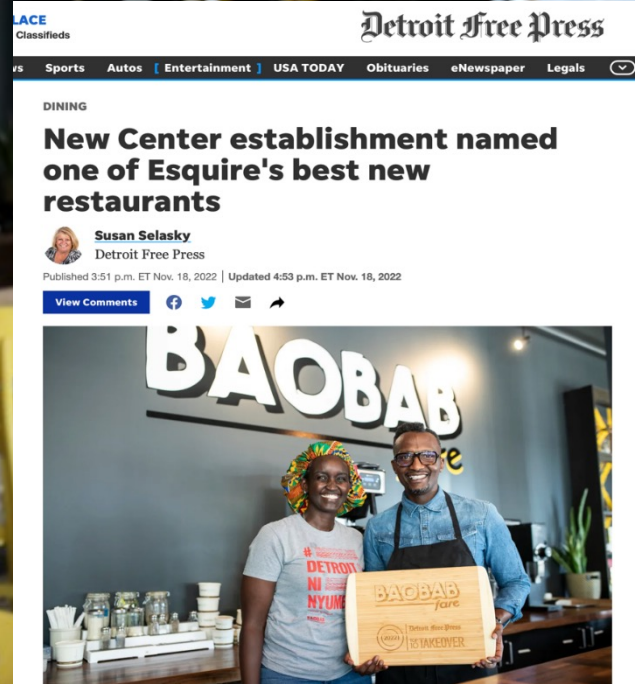 LACE
Classifieds
Detroit Free Press
Sports Autos [ Entertainment ] USA TODAY Obituaries eNewspaper Legals
DINING
New Center establishment named
one of Esquire's best new
restaurants
Susan Selasky
Detroit Free Press
Published 3:51 p.m. ET Nov. 18, 2022 | Updated 4:53 p.m. ET Nov. 18, 2022
View Comments
BAOBAB
DETROIT
NI
NYUM
BAOBAB
fare
Detroit Free Press
TAKEOVER